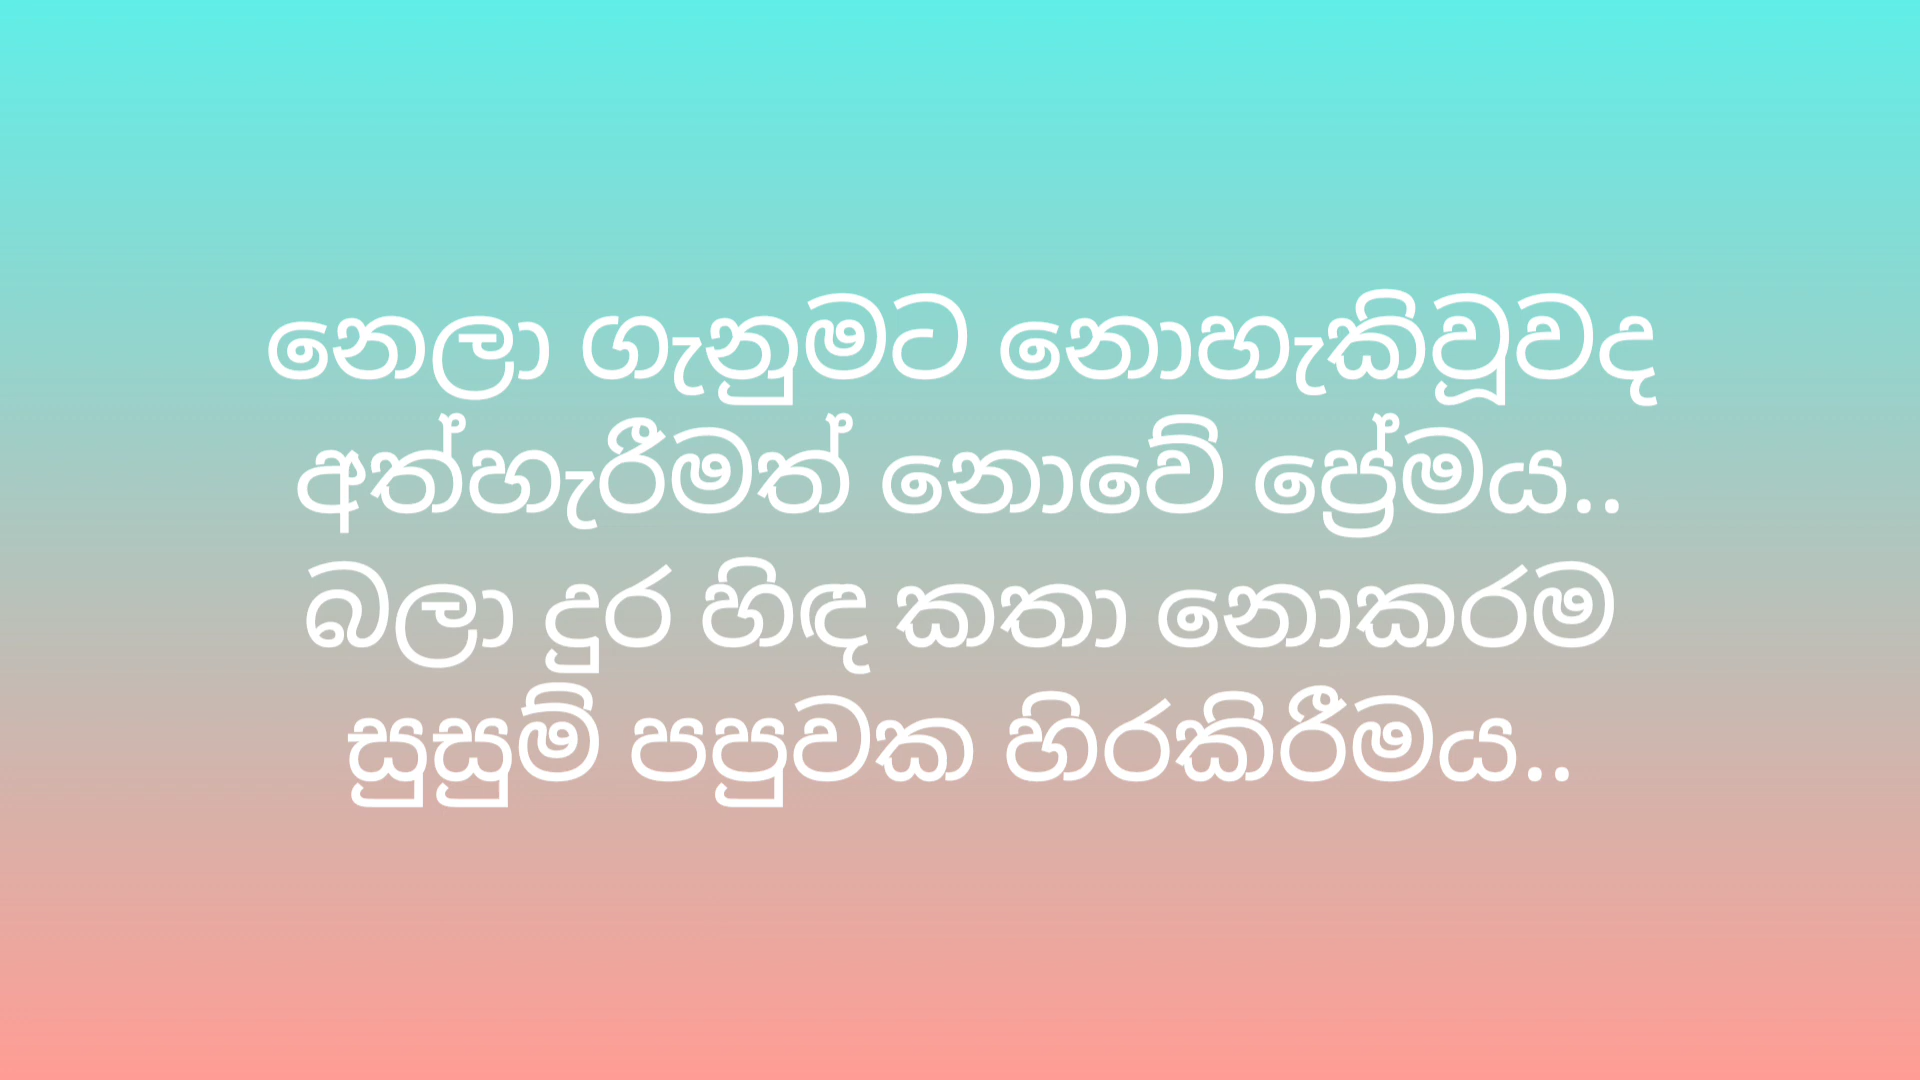 නෙලා ගැනුමට නොහැකිවූවද
අත්හැරීමත් නොවේ ප්‍රේමය..
බලා දුර හිඳ කතා නොකරම
සුසුම් පපුවක හිරකිරීමය..